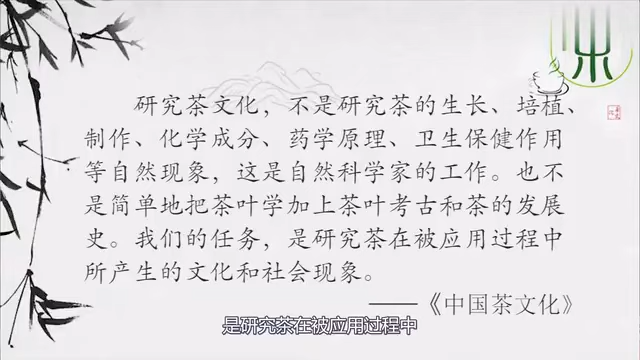 研究茶文化，不是研究茶的生长、培植、
制作、化学成分、药学原理、卫生保健作用
等自然现象，这是自然科学家的工作。也不
是简单地把茶叶学加上茶叶考古和茶的发展
史。我们的任务，是研究茶在被应用过程中
所产生的文化和社会现象。
——《中国茶文化》
是研究茶在被应用过程中